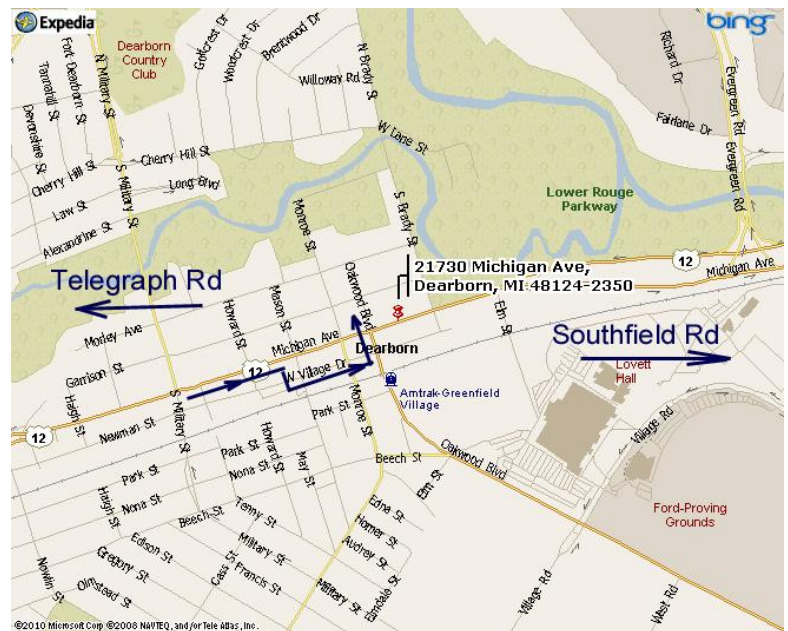 Expedia
bing
Dearborn
Country
Club
Golfcrest Dr
Woodcrest Dr
Brentwood Dr
Willoway Rd
N Brady St
N Military St
Fort Dearborn St
Tannahill St
Devonshire St
Richard Dr
Evergreen Rd
Fairlane Dr
Evergreen Rd
W Lane St
Cherry Hill St
Cherry Hill St
Long Blvd
S Military St
Law St
Alexandrine St
Monroe St
S Brady St
Lower Rouge
Parkway
12
Michigan Ave
21730 Michigan Ave,
Dearborn, MI 48124-2350
Telegraph Rd
Oakwood Blvd
Mason St
Howard St
Elm St
Southfield Rd
Morley Ave
Michigan Ave
Dearborn
Lovett
Hall
Garrison St
12
W Village Dr
Amtrak-Greenfield
Village
Haigh St
S Military St
Newman St
12
Park St
Monroe St
Village Rd
Park St
Howard St
Nona St
May St
Beech St
Oakwood Blvd
Elm St
Park St
Nona St
Haigh St
Beech St
Tenny St
Edna St
Homer St
Audrey St
Ford-Proving
Grounds
Edison St
Gregory St
Military St
Cass St
Francis St
Nowlin St
Olmstead St
Military St
Elmdale St
Village Rd
West Rd
©2010 Microsoft Corp ©2008 NAVTEQ, and/or Tele Atlas, Inc.